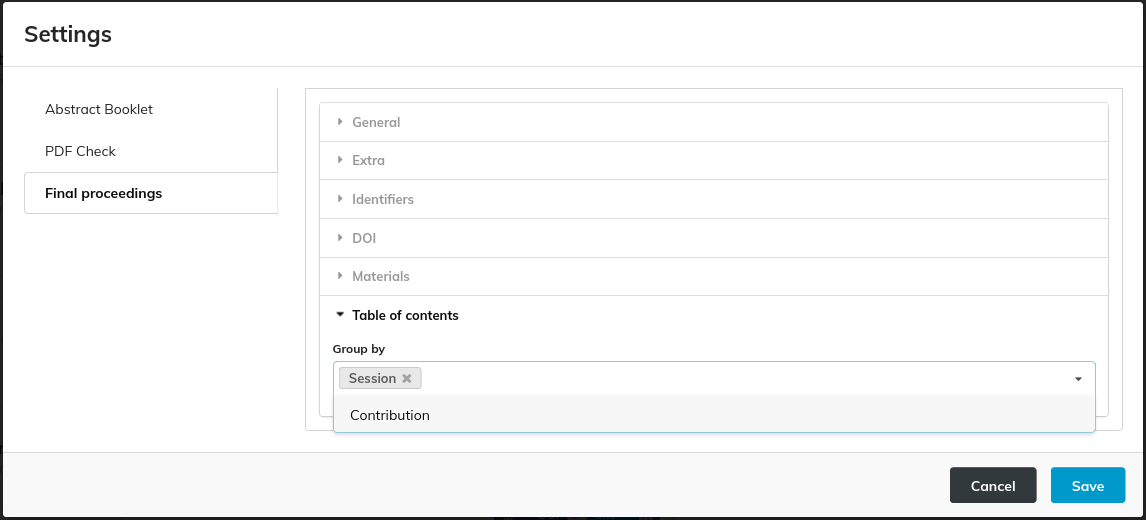 Settings
Abstract Booklet
PDF Check
Final proceedings
General
Extra
Identifiers
DOI
Materials
Table of contents
Group by
Session
Contribution
Cancel
Save